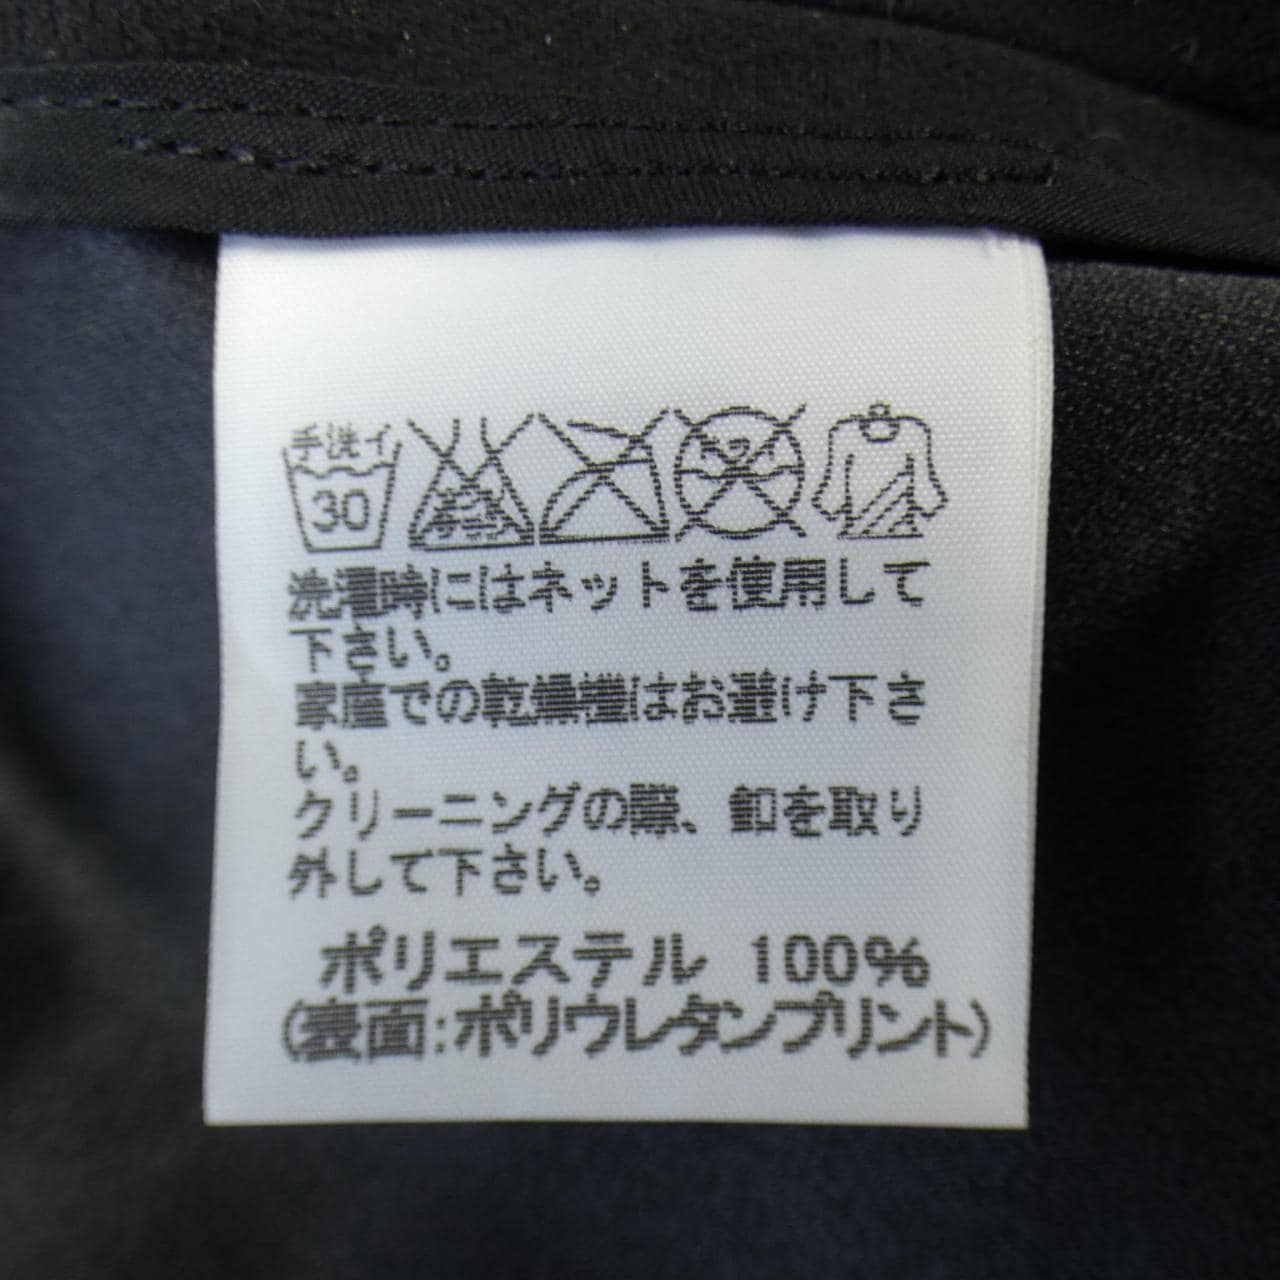 手洗イ
30
洗濯時にはネットを使用して
下さい。
家庭での乾燥機はお避け下さ
い。
クリーニングの際、釦を取り
外して下さい。
ポリエステル 100%
(表面:ポリウレタンプリント)